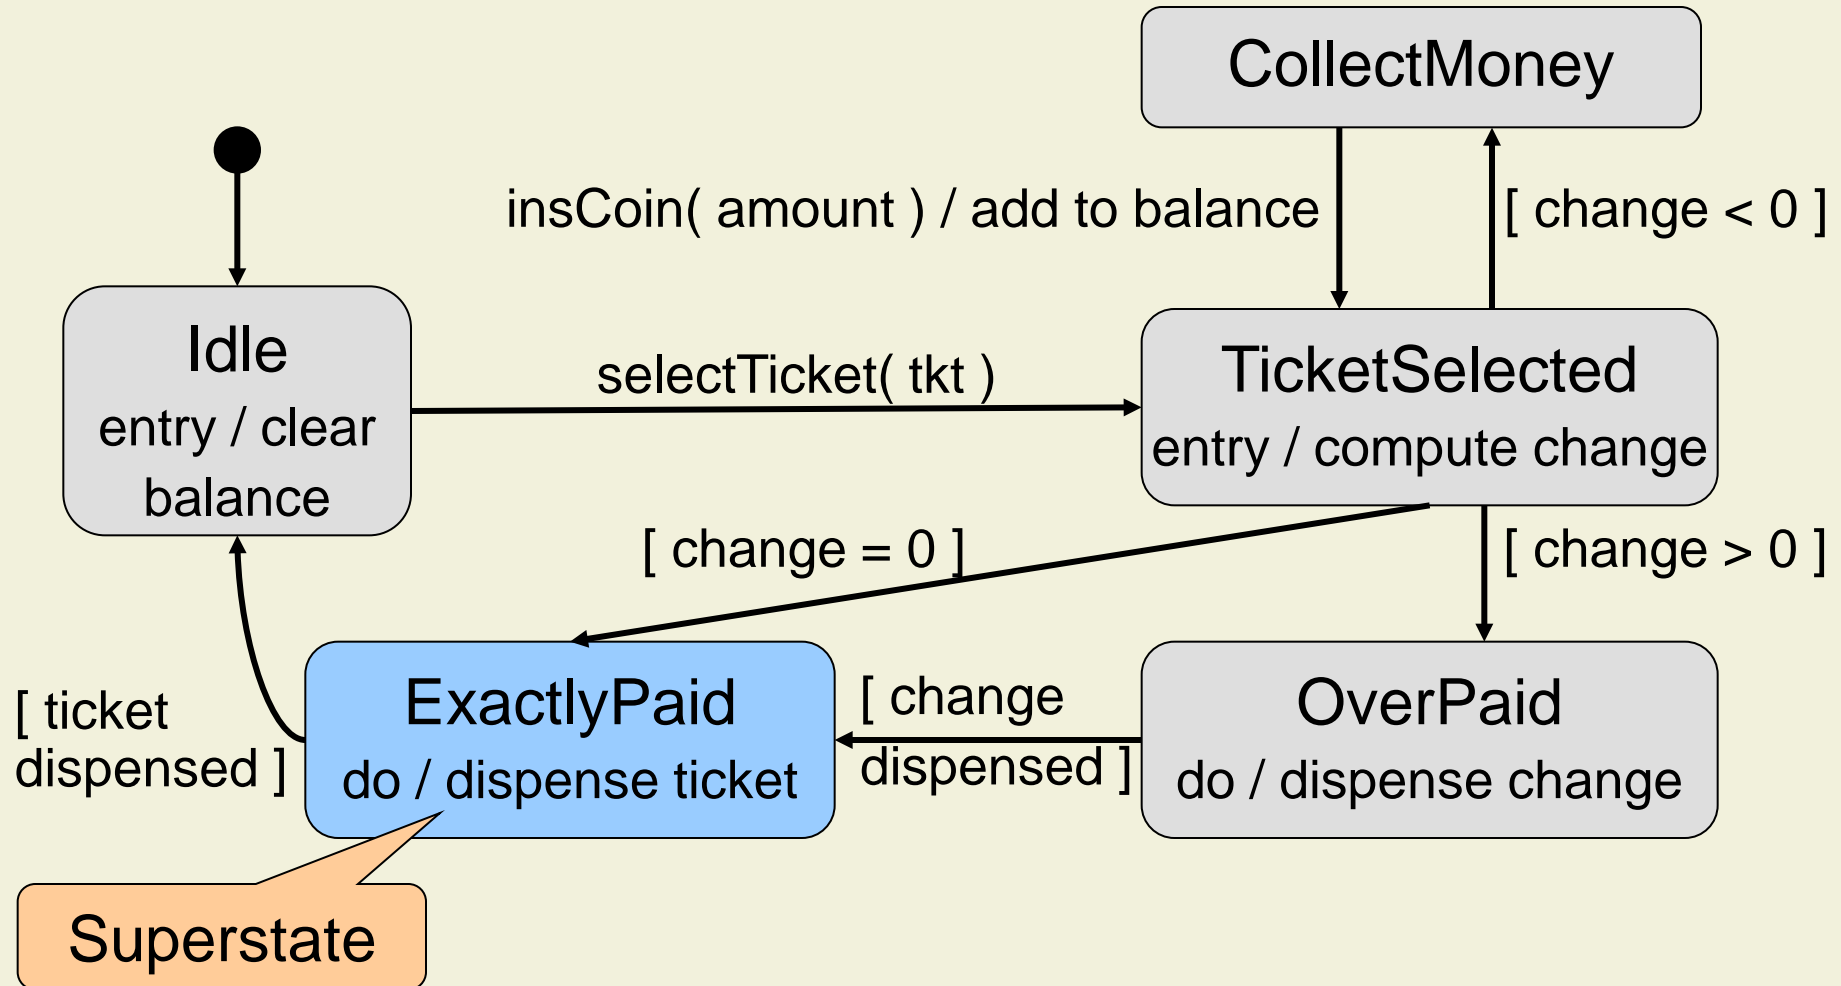 CollectMoney
insCoin( amount ) / add to balance
[ change < 0 ]
Idle
entry / clear
balance
selectTicket( tkt )
TicketSelected
entry / compute change
[ change = 0 ]
[ change > 0 ]
[ ticket
dispensed ]
ExactlyPaid
do / dispense ticket
[ change
dispensed ]
OverPaid
do / dispense change
Superstate